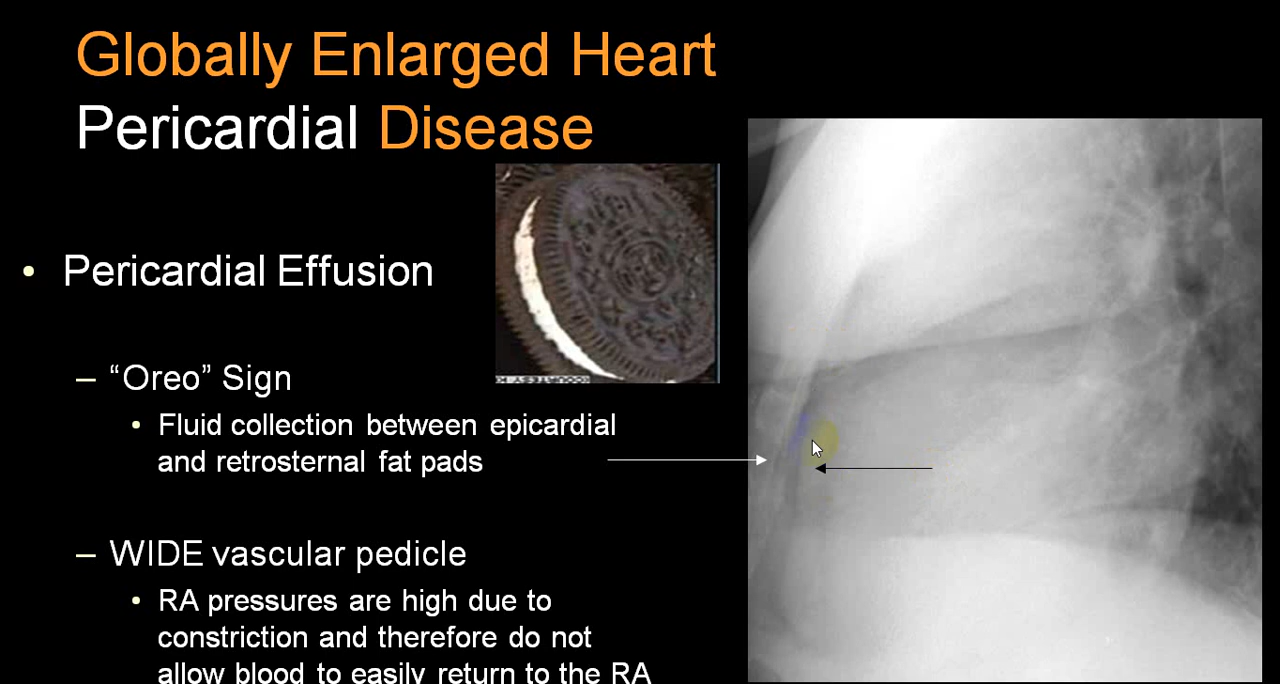 Globally Enlarged Heart
Pericardial Disease
• Pericardial Effusion
– “Oreo” Sign
• Fluid collection between epicardial
and retrosternal fat pads
– WIDE vascular pedicle
• RA pressures are high due to
constriction and therefore do not
allow blood to easily return to the RA